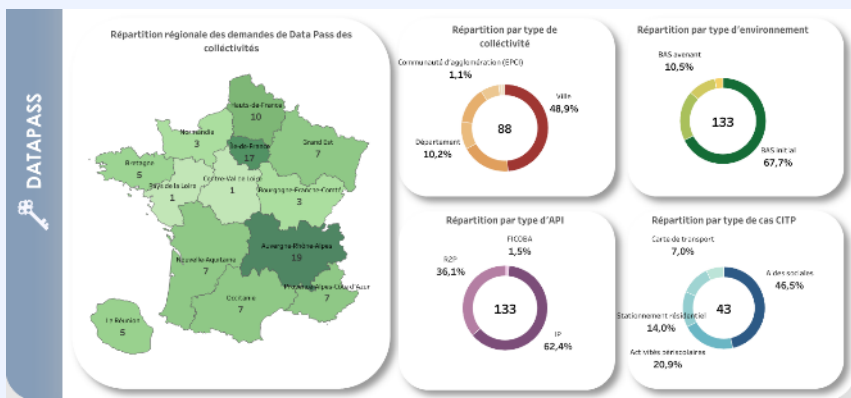 DATAPASS
Répartition régionale des demandes de Data Pass des
collectivités
Hauts-de-France
10
Normandie
3
Île-de-France
17
Grand Est
7
Bretagne
5
Pays de la Loire
1
Centre-Val de Loire
1
Bourgogne-Franche-Comté
3
Auvergne-Rhône-Alpes
19
Nouvelle-Aquitaine
7
Occitanie
7
Provence-Alpes-Côte d'Azur
7
La Réunion
5
Répartition par type de
collectivité
Communauté d'agglomération (EPCI)
1,1%
Ville
48,9%
88
Département
10,2%
Répartition par type d'environnement
BAS avenant
10,5%
133
BAS initial
67,7%
Répartition par type d'API
FICOBA
1,5%
R2P
36,1%
133
IP
62,4%
Répartition par type de cas CITP
Carte de transport
7,0%
Aides sociales
46,5%
43
Stationnement résidentiel
14,0%
Activités périscolaires
20,9%